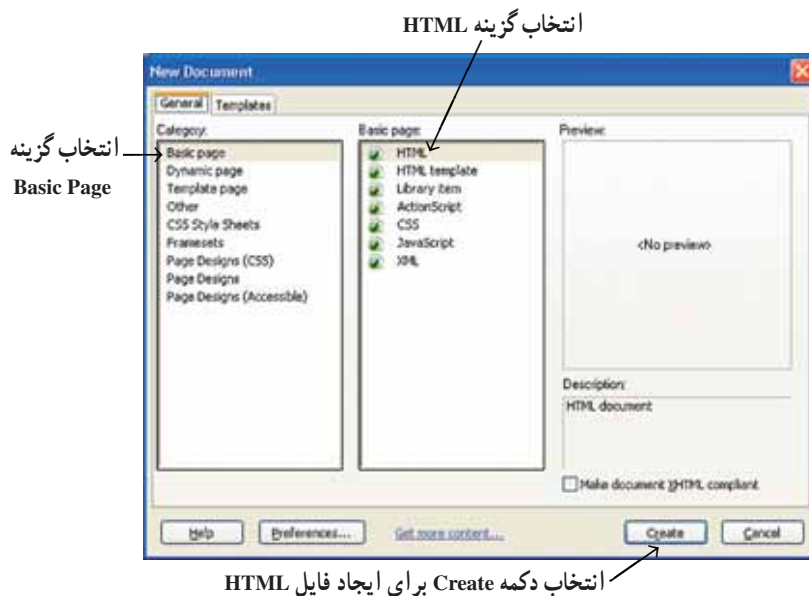 انتخاب گزینه HTML
New Document
General Templates
Category:
Basic page
Dynamic page
Template page
Other
CSS Style Sheets
Framesets
Page Designs (CSS)
Page Designs
Page Designs (Accessible)
انتخاب گزینه
Basic Page
Basic page:
HTML
HTML template
Library item
ActionScript
CSS
JavaScript
XML
Preview:
<No preview>
Description:
HTML document
Make document XHTML compliant
Help
Preferences...
Get more content...
Create
Cancel
انتخاب دکمه Create برای ایجاد فایل HTML